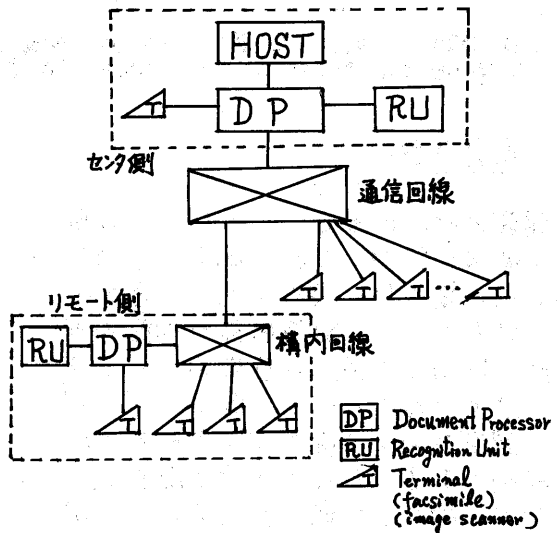 HOST
T
DP
RU
センタ側
通信回線
T
T
T
...
T
リモート側
RU
DP
構内回線
T
T
T
T
DP Document Processor
RU Recognition Unit
T Terminal
(facsimile)
(image scanner)